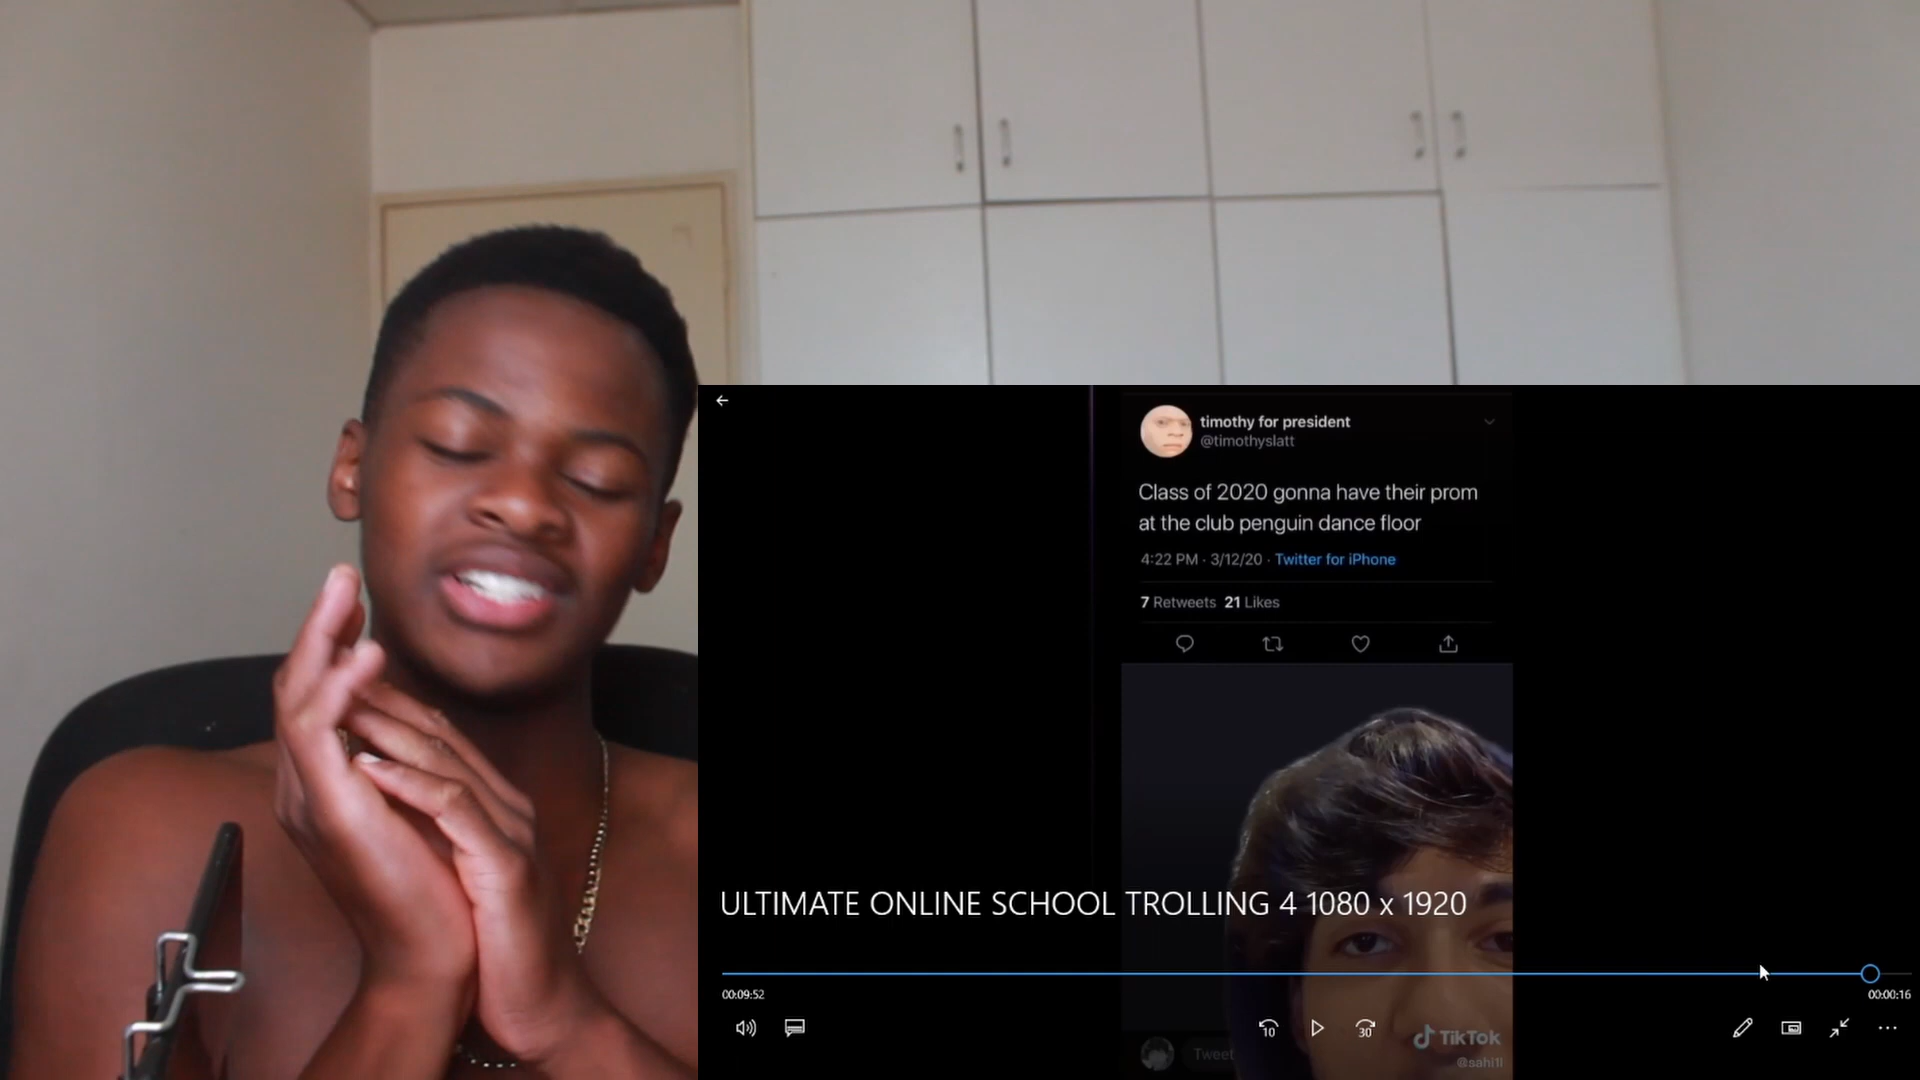 timothy for president
@timothyslatt
Class of 2020 gonna have their prom
at the club penguin dance floor
4:22 PM · 3/12/20 · Twitter for iPhone
7 Retweets 21 Likes
ULTIMATE ONLINE SCHOOL TROLLING 4 1080 x 1920
00:09:52
00:00:16
10
30
TikTok
@sahi1l
Tweet